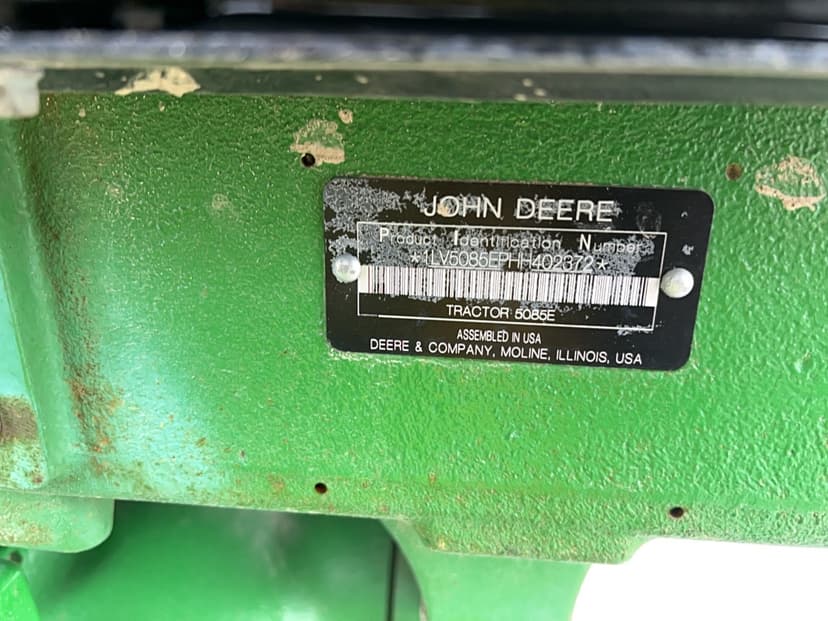 JOHN DEERE
Product Identification Number
*1LV5085EPHH402372*
TRACTOR 5085E
ASSEMBLED IN USA
DEERE & COMPANY, MOLINE, ILLINOIS, USA